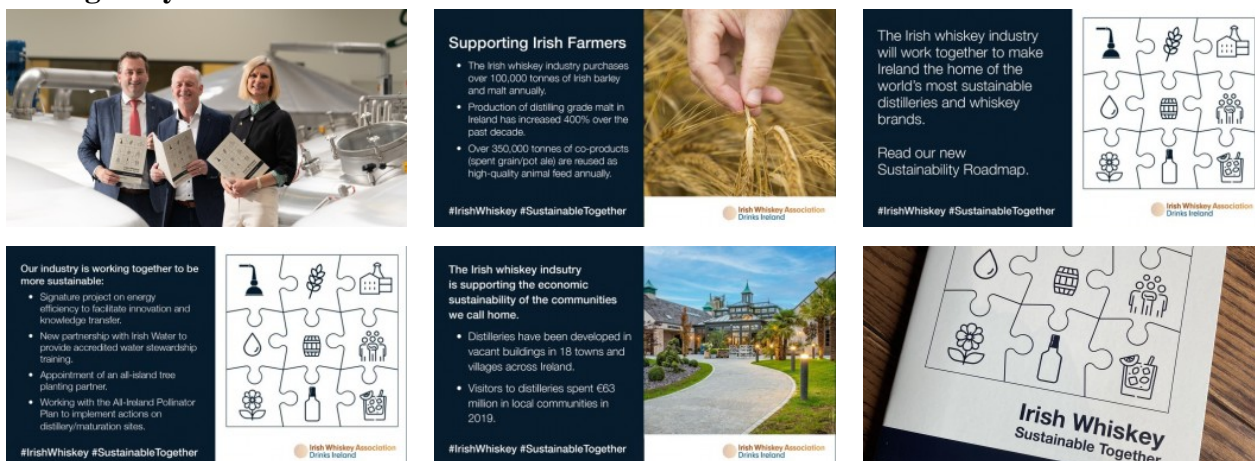 Supporting Irish Farmers
• The Irish whiskey industry purchases
over 100,000 tonnes of Irish barley
and malt annually.
• Production of distilling grade malt in
Ireland has increased 400% over the
past decade.
• Over 350,000 tonnes of co-products
(spent grain/pot ale) are reused as
high-quality animal feed annually.
#IrishWhiskey #SustainableTogether
Irish Whiskey Association
Drinks Ireland
The Irish whiskey industry
will work together to make
Ireland the home of the
world's most sustainable
distilleries and whiskey
brands.
Read our new
Sustainability Roadmap.
#IrishWhiskey #SustainableTogether
Irish Whiskey Association
Drinks Ireland
Our industry is working together to be
more sustainable:
• Signature project on energy
efficiency to facilitate innovation and
knowledge transfer.
• New partnership with Irish Water to
provide accredited water stewardship
training.
• Appointment of an all-island tree
planting partner.
• Working with the All-Ireland Pollinator
Plan to implement actions on
distillery/maturation sites.
#IrishWhiskey #SustainableTogether
Irish Whiskey Association
Drinks Ireland
The Irish whiskey indsutry
is supporting the economic
sustainability of the communities
we call home.
• Distilleries have been developed in
vacant buildings in 18 towns and
villages across Ireland.
• Visitors to distilleries spent €63
million in local communities in
2019.
#IrishWhiskey #SustainableTogether
Irish Whiskey Association
Drinks Ireland
Irish Whiskey
Sustainable Together